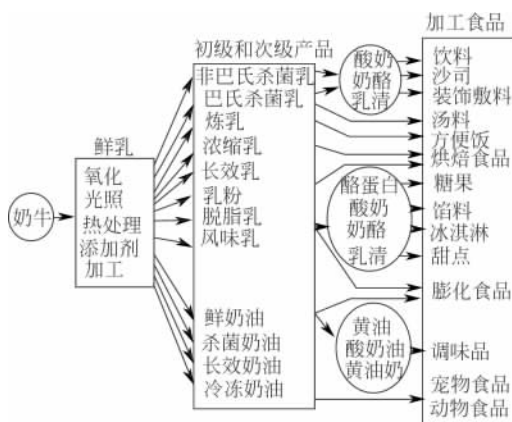 奶牛
鲜乳
氧化
光照
热处理
添加剂
加工
初级和次级产品
非巴氏杀菌乳
巴氏杀菌乳
炼乳
浓缩乳
长效乳
乳粉
脱脂乳
风味乳
鲜奶油
杀菌奶油
长效奶油
冷冻奶油
酸奶
奶酪
乳清
酪蛋白
酸奶
奶酪
乳清
黄油
酸奶油
黄油奶
加工食品
饮料
沙司
装饰敷料
汤料
方便饭
烘焙食品
糖果
馅料
冰淇淋
甜点
膨化食品
调味品
宠物食品
动物食品